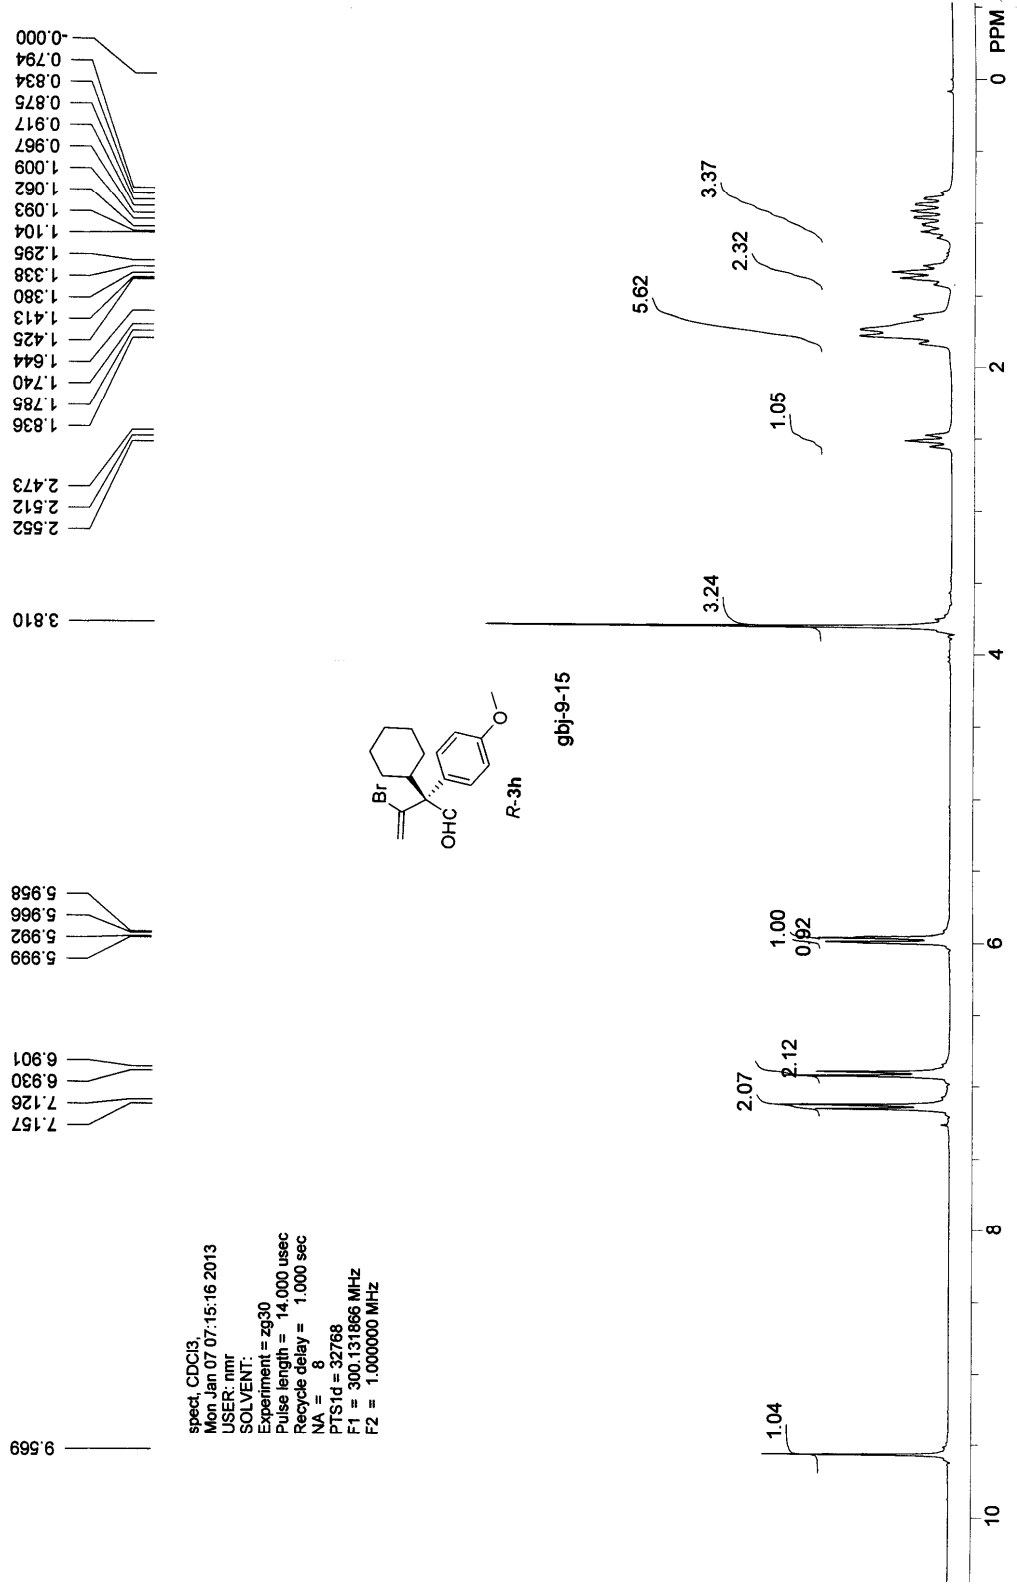 9.569
7.157
7.126
6.930
6.901
5.999
5.992
5.966
5.958
3.810
2.552
2.512
2.473
1.836
1.785
1.740
1.644
1.425
1.413
1.380
1.338
1.295
1.104
1.093
1.062
1.009
0.967
0.917
0.875
0.834
0.794
-0.000
spect, CDCl3,
Mon Jan 07 07:15:16 2013
USER: nmr
SOLVENT:
Experiment = zg30
Pulse length = 14.000 usec
Recycle delay = 1.000 sec
NA = 8
PTS1d = 32768
F1 = 300.131866 MHz
F2 = 1.000000 MHz
Br
OHC
O
R-3h
gbj-9-15
1.04
2.07
2.12
0.92
1.00
3.24
1.05
5.62
2.32
3.37
10
8
6
4
2
0
PPM